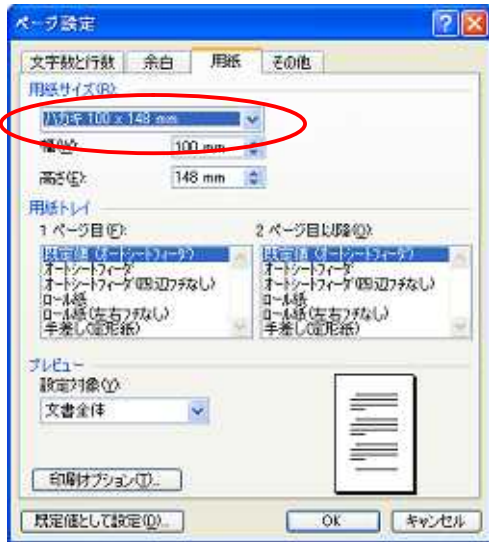 ページ設定
文字数と行数 余白 用紙 その他
用紙サイズ(R):
ハガキ 100 x 148 mm
幅(W): 100 mm
高さ(E): 148 mm
用紙トレイ
1 ページ目(F): 2 ページ目以降(O):
既定値 (オートシートフィーダ) 既定値 (オートシートフィーダ)
オートシートフィーダ オートシートフィーダ
オートシートフィーダ(四辺フチなし) オートシートフィーダ(四辺フチなし)
ロール紙 ロール紙
ロール紙(左右フチなし) ロール紙(左右フチなし)
手差し(定形紙) 手差し(定形紙)
プレビュー
設定対象(Y):
文書全体
印刷オプション(T)...
既定値として設定(D)... OK キャンセル